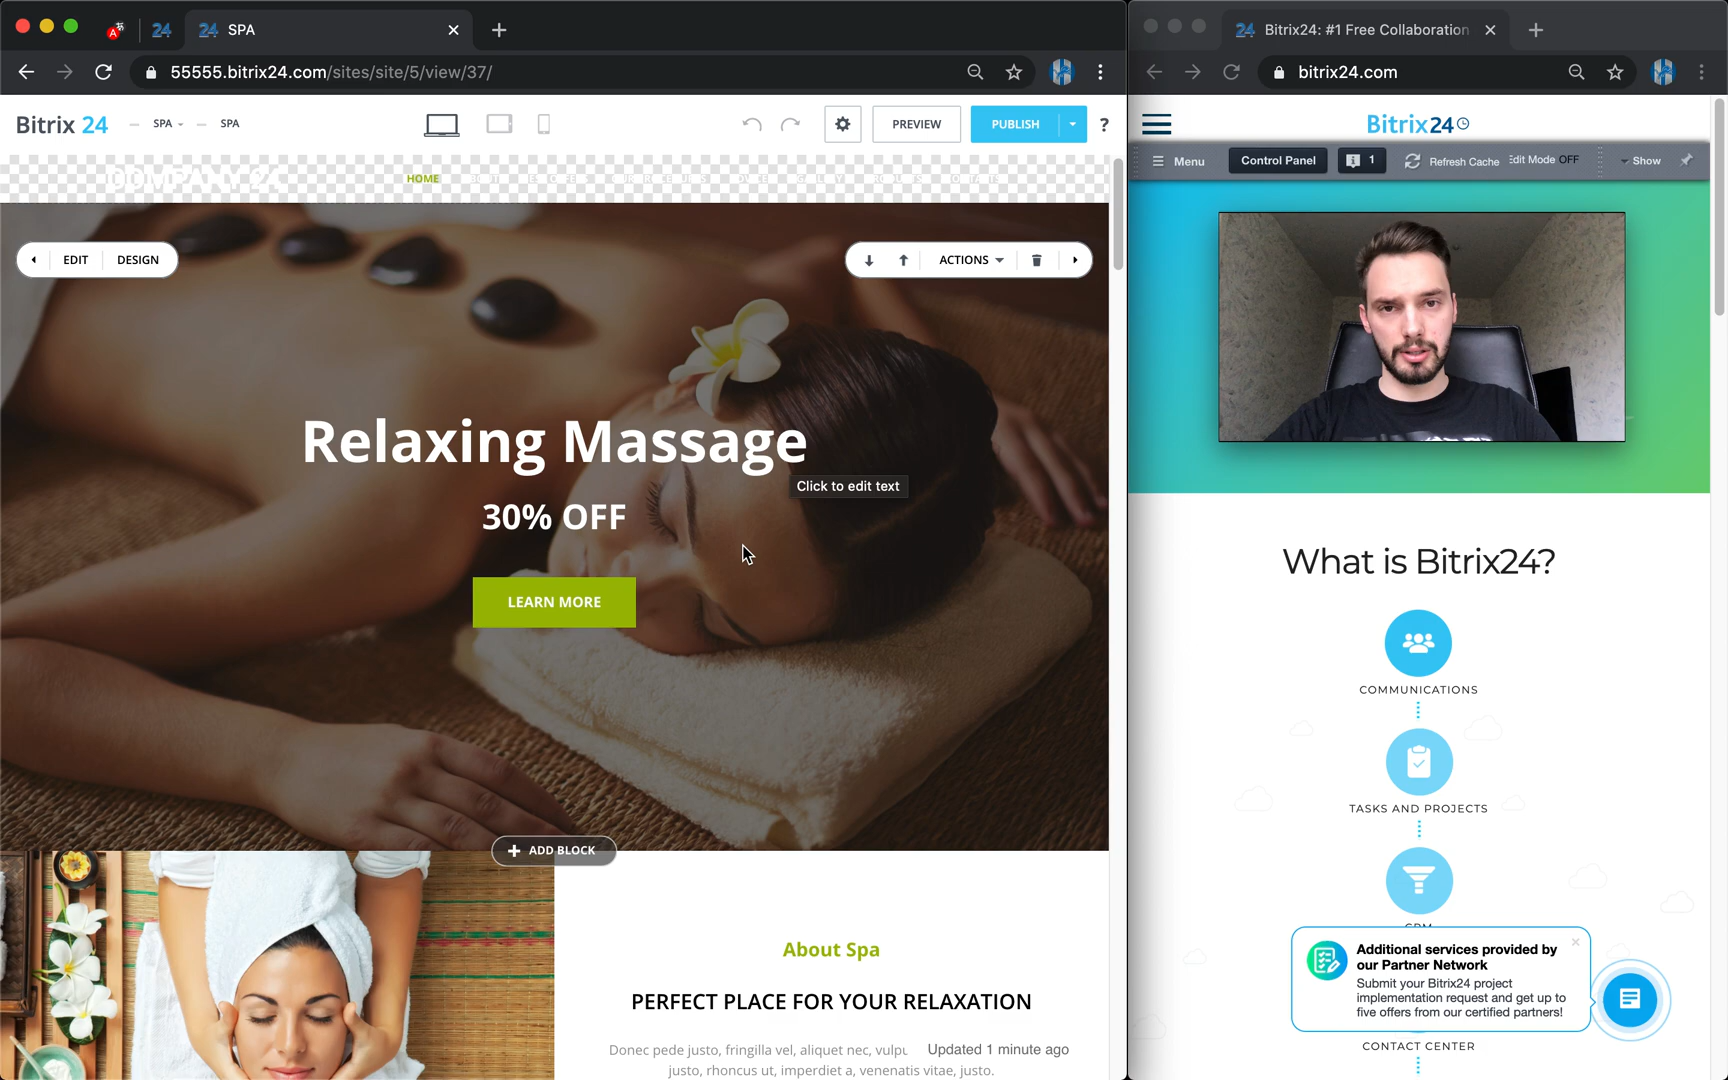 SPA
55555.bitrix24.com/sites/site/5/view/37/
Bitrix 24
SPA
SPA
PREVIEW
PUBLISH
?
COMPANY 24
HOME
EDIT
DESIGN
ACTIONS
Relaxing Massage
Click to edit text
30% OFF
LEARN MORE
+ ADD BLOCK
About Spa
PERFECT PLACE FOR YOUR RELAXATION
Donec pede justo, fringilla vel, aliquet nec,
Updated 1 minute ago
justo, rhoncus ut, imperdiet a, venenatis vitae, justo.
24 Bitrix24: #1 Free Collaboration
bitrix24.com
Bitrix24
Menu
Control Panel
1
Refresh Cache
Edit Mode OFF
Show
What is Bitrix24?
COMMUNICATIONS
TASKS AND PROJECTS
CRM
Additional services provided by
our Partner Network
Submit your Bitrix24 project
implementation request and get up to
five offers from our certified partners!
CONTACT CENTER